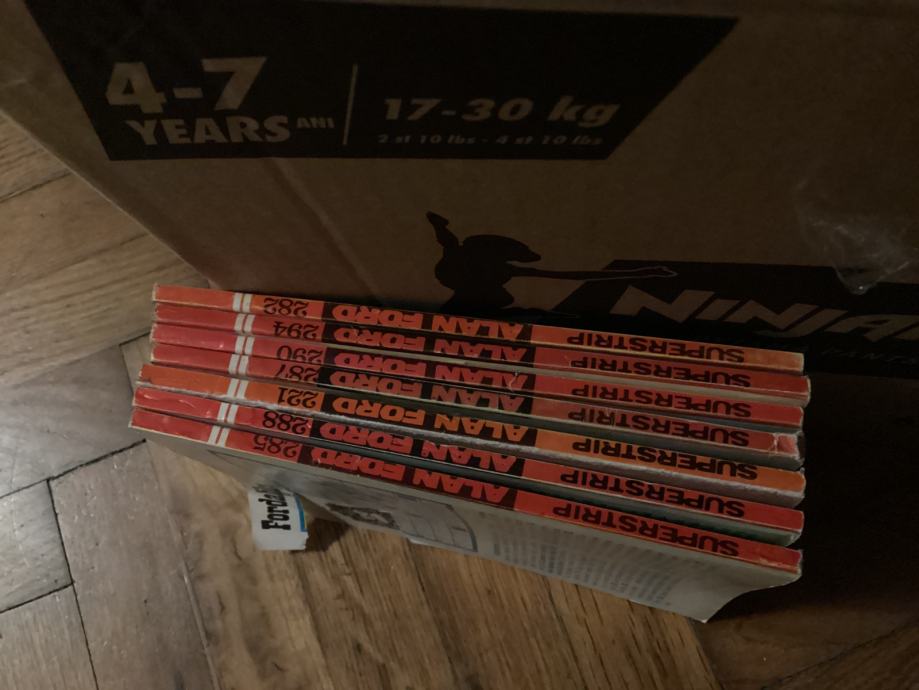 4-7
YEARS ANI
17-30 kg
2 st 10 lbs - 4 st 10 lbs
NINJA
PANTS
SUPERSTRIP ALAN FORD 282
SUPERSTRIP ALAN FORD 294
SUPERSTRIP ALAN FORD 290
SUPERSTRIP ALAN FORD 287
SUPERSTRIP ALAN FORD 221
SUPERSTRIP ALAN FORD 288
SUPERSTRIP ALAN FORD 285